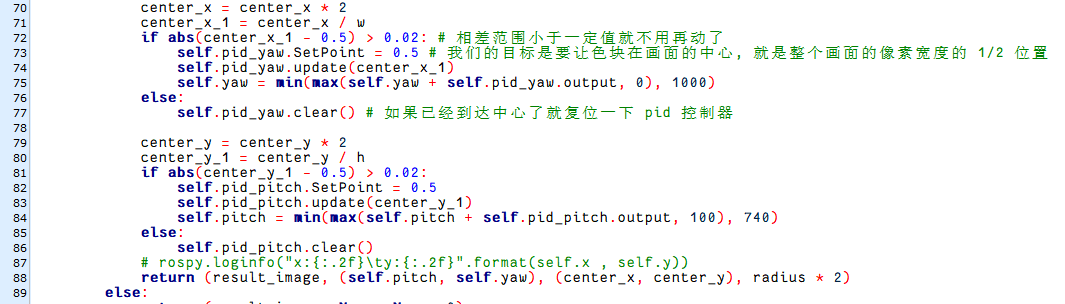 70 center_x = center_x * 2
71 center_x_1 = center_x / w
72 if abs(center_x_1 - 0.5) > 0.02: # 相差范围小于一定值就不用再动了
73 self.pid_yaw.SetPoint = 0.5 # 我们的目标是要让色块在画面的中心, 就是整个画面的像素宽度的 1/2 位置
74 self.pid_yaw.update(center_x_1)
75 self.yaw = min(max(self.yaw + self.pid_yaw.output, 0), 1000)
76 else:
77 self.pid_yaw.clear() # 如果已经到达中心了就复位一下 pid 控制器
78
79 center_y = center_y * 2
80 center_y_1 = center_y / h
81 if abs(center_y_1 - 0.5) > 0.02:
82 self.pid_pitch.SetPoint = 0.5
83 self.pid_pitch.update(center_y_1)
84 self.pitch = min(max(self.pitch + self.pid_pitch.output, 100), 740)
85 else:
86 self.pid_pitch.clear()
87 # rospy.loginfo("x:{:.2f}\ty:{:.2f}".format(self.x , self.y))
88 return (result_image, (self.pitch, self.yaw), (center_x, center_y), radius * 2)
89 else: